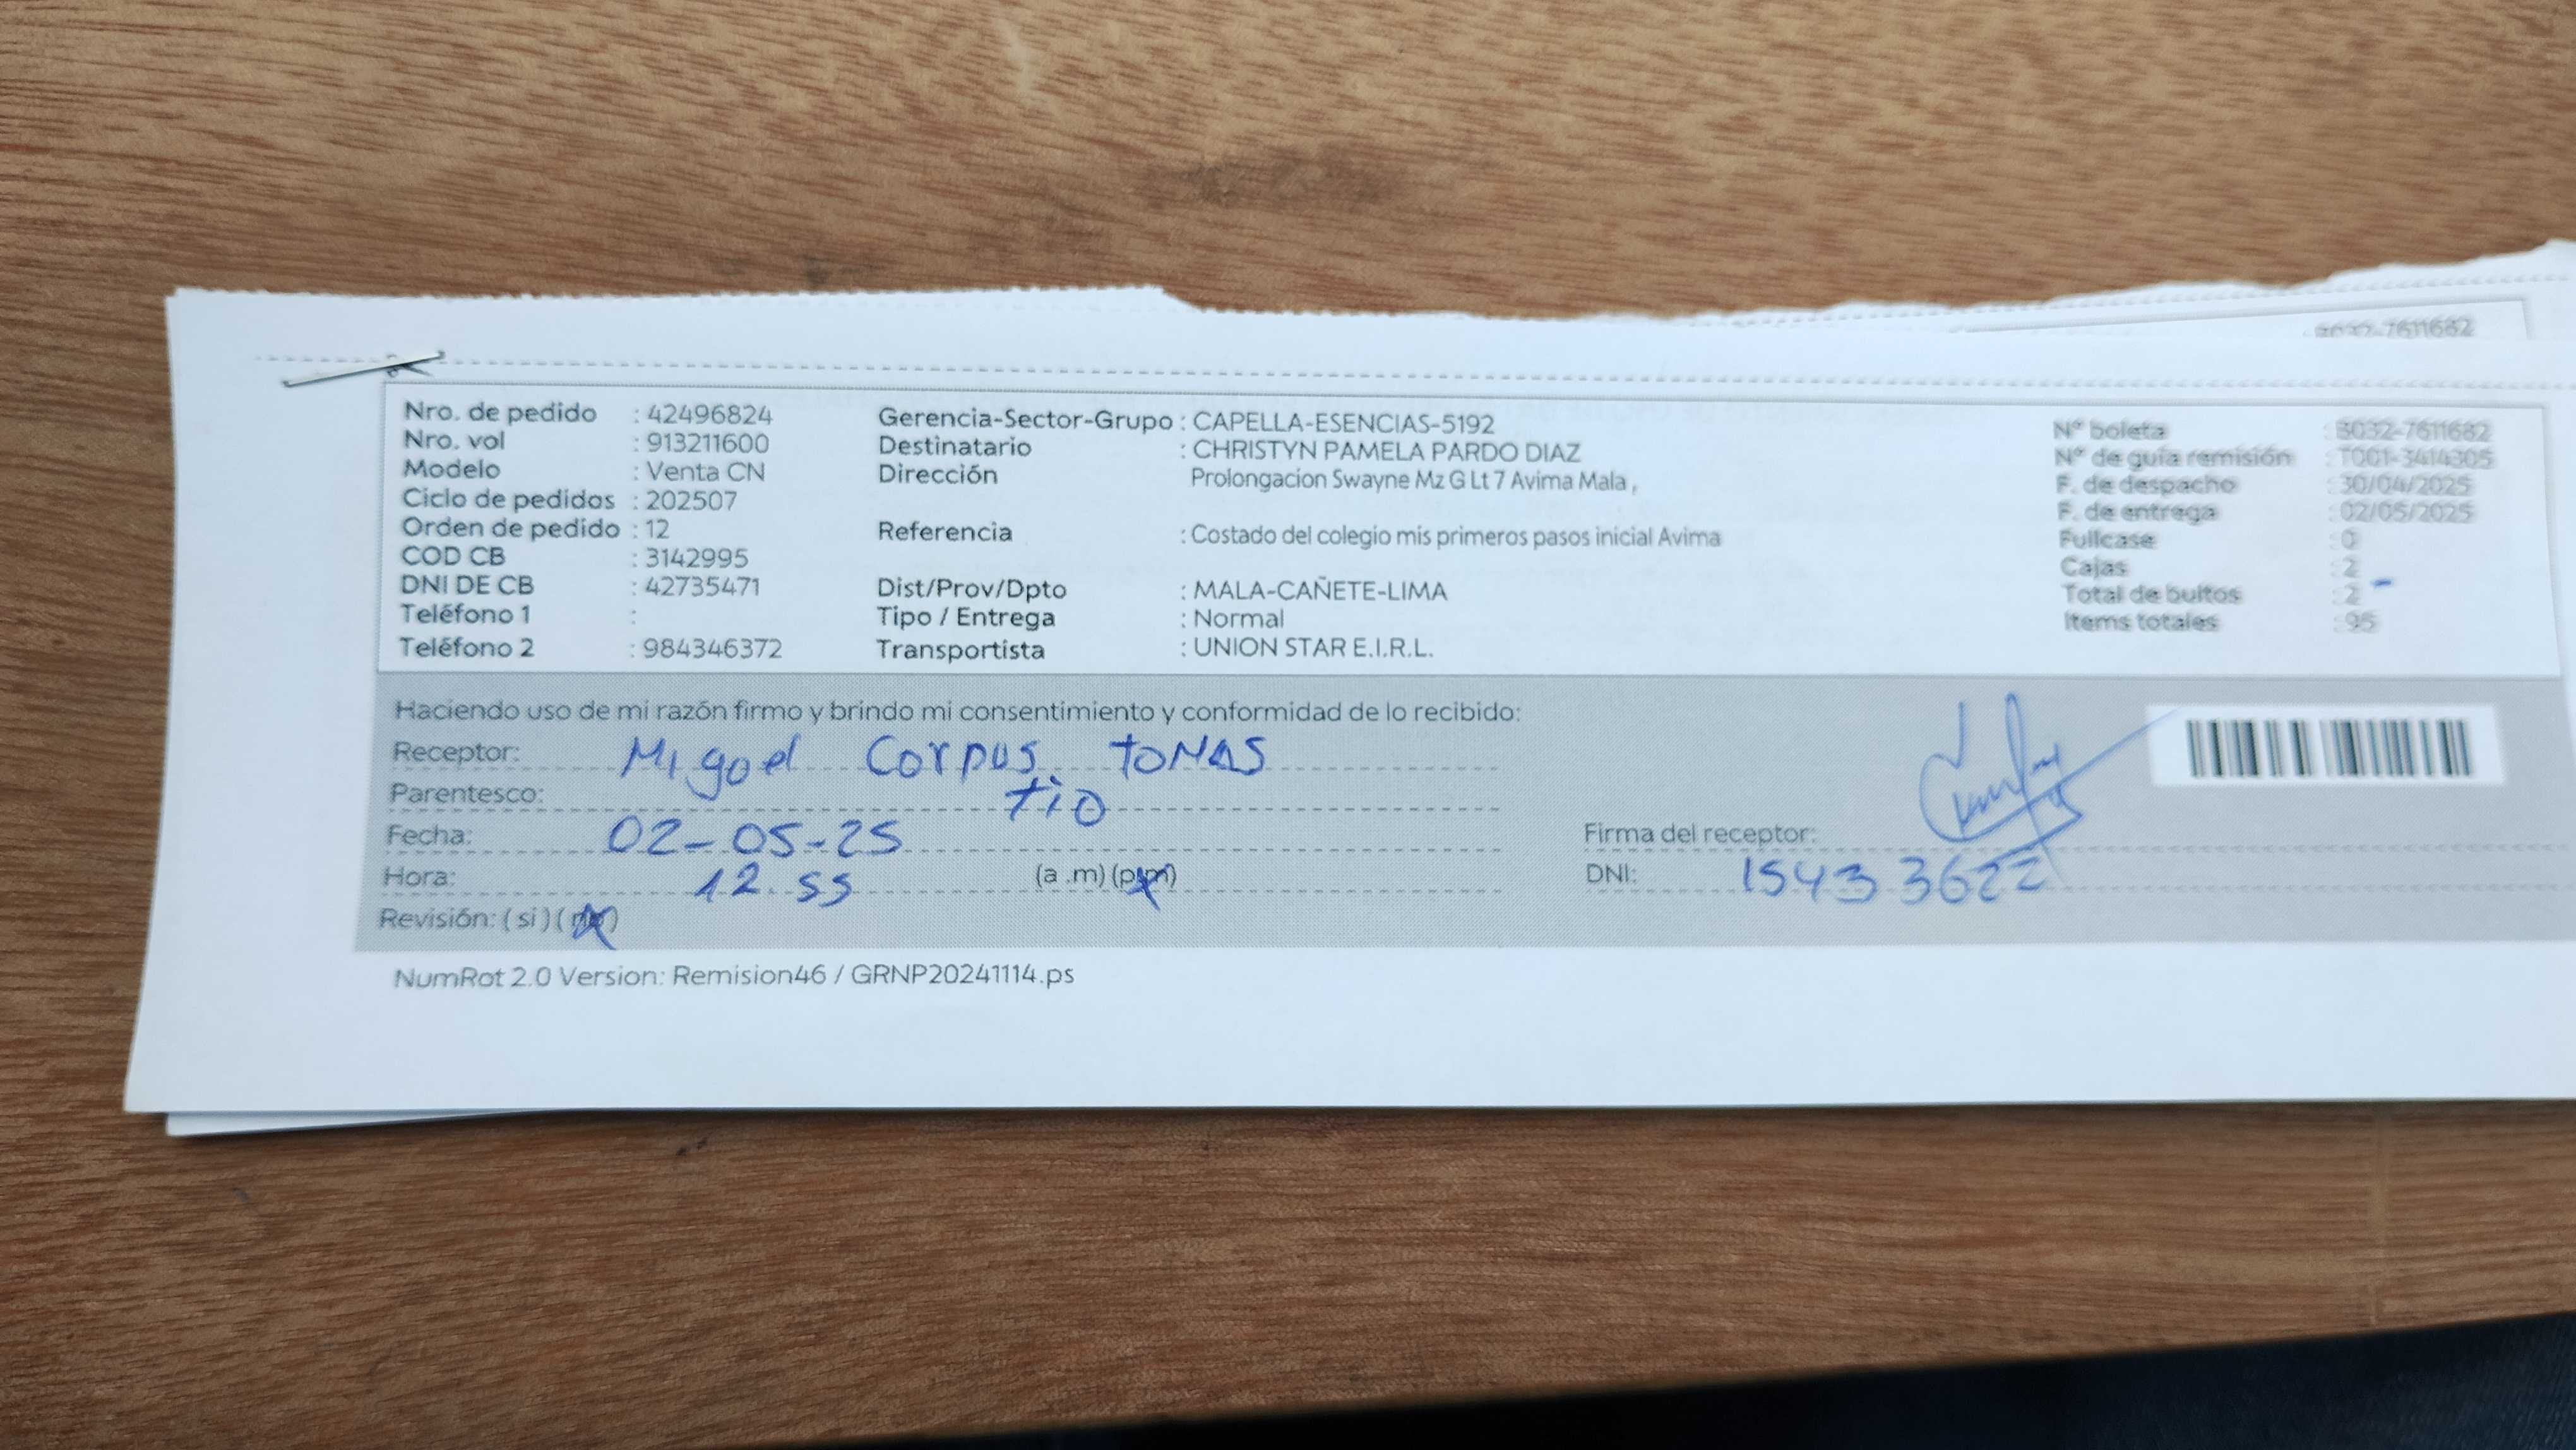 8032-7611682
Nro. de pedido : 42496824
Nro. vol : 913211600
Modelo : Venta CN
Ciclo de pedidos : 202507
Orden de pedido : 12
COD CB : 3142995
DNI DE CB : 42735471
Teléfono 1 :
Teléfono 2 : 984346372
Gerencia-Sector-Grupo : CAPELLA-ESENCIAS-5192
Destinatario : CHRISTYN PAMELA PARDO DIAZ
Dirección Prolongacion Swayne Mz G Lt 7 Avima Mala ,
Referencia : Costado del colegio mis primeros pasos inicial Avima
Dist/Prov/Dpto : MALA-CAÑETE-LIMA
Tipo / Entrega : Normal
Transportista : UNION STAR E.I.R.L.
Nº boleta : B032-7611682
Nº de guía remisión : T001-3414305
F. de despacho : 30/04/2025
F. de entrega : 02/05/2025
Fullcase : 0
Cajas : 2
Total de bultos : 2 -
Items totales : 95
Haciendo uso de mi razón firmo y brindo mi consentimiento y conformidad de lo recibido:
Receptor: Migoel Corpus toMAS
Parentesco: tio
Fecha: 02-05-25
Hora: 12.55 (a .m) (p.m)
Revisión: ( si ) ( no )
Firma del receptor:
DNI: 15433622
NumRot 2.0 Version: Remision46 / GRNP20241114.ps